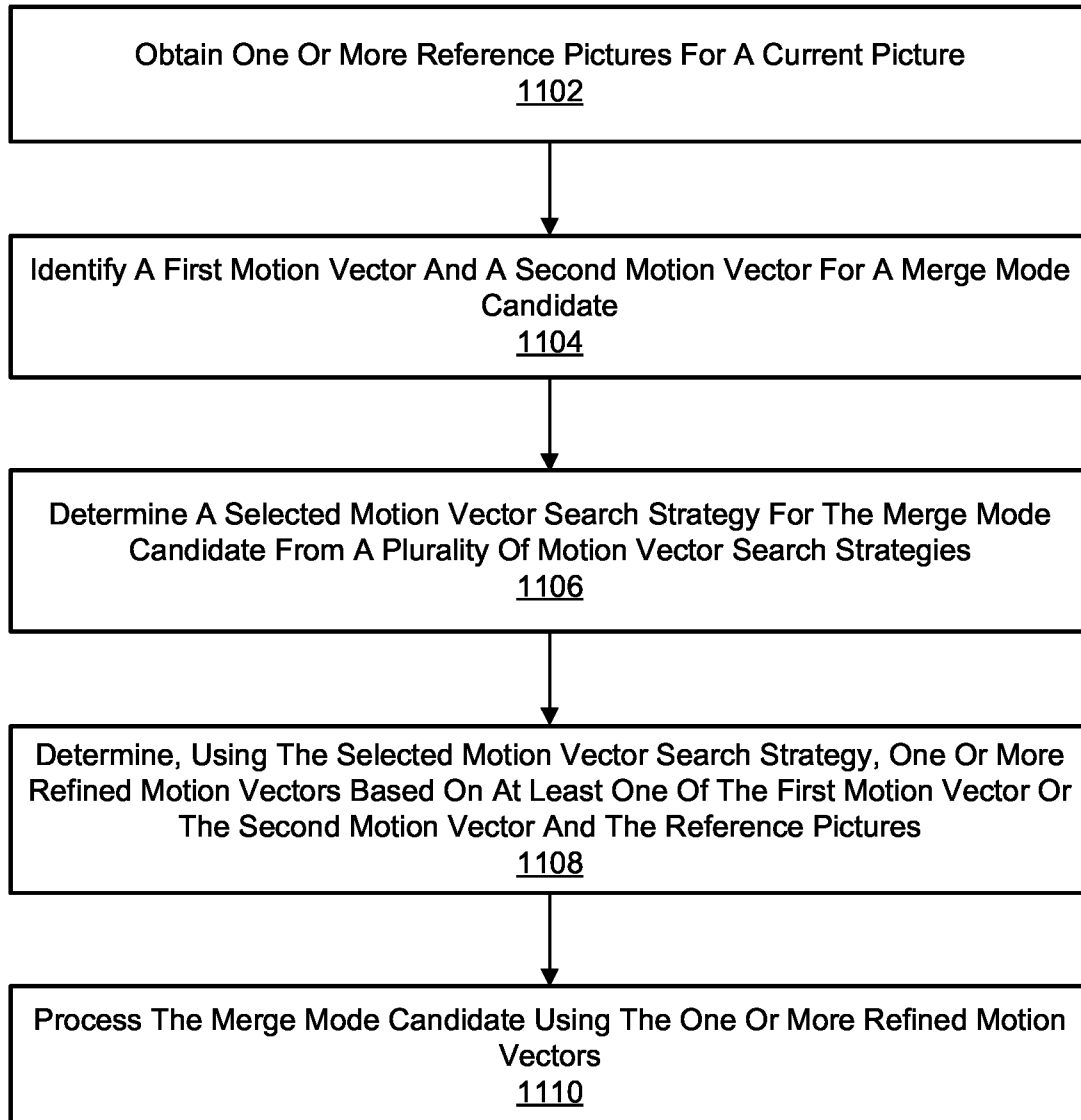 Obtain One Or More Reference Pictures For A Current Picture
1102
Identify A First Motion Vector And A Second Motion Vector For A Merge Mode
Candidate
1104
Determine A Selected Motion Vector Search Strategy For The Merge Mode
Candidate From A Plurality Of Motion Vector Search Strategies
1106
Determine, Using The Selected Motion Vector Search Strategy, One Or More
Refined Motion Vectors Based On At Least One Of The First Motion Vector Or
The Second Motion Vector And The Reference Pictures
1108
Process The Merge Mode Candidate Using The One Or More Refined Motion
Vectors
1110